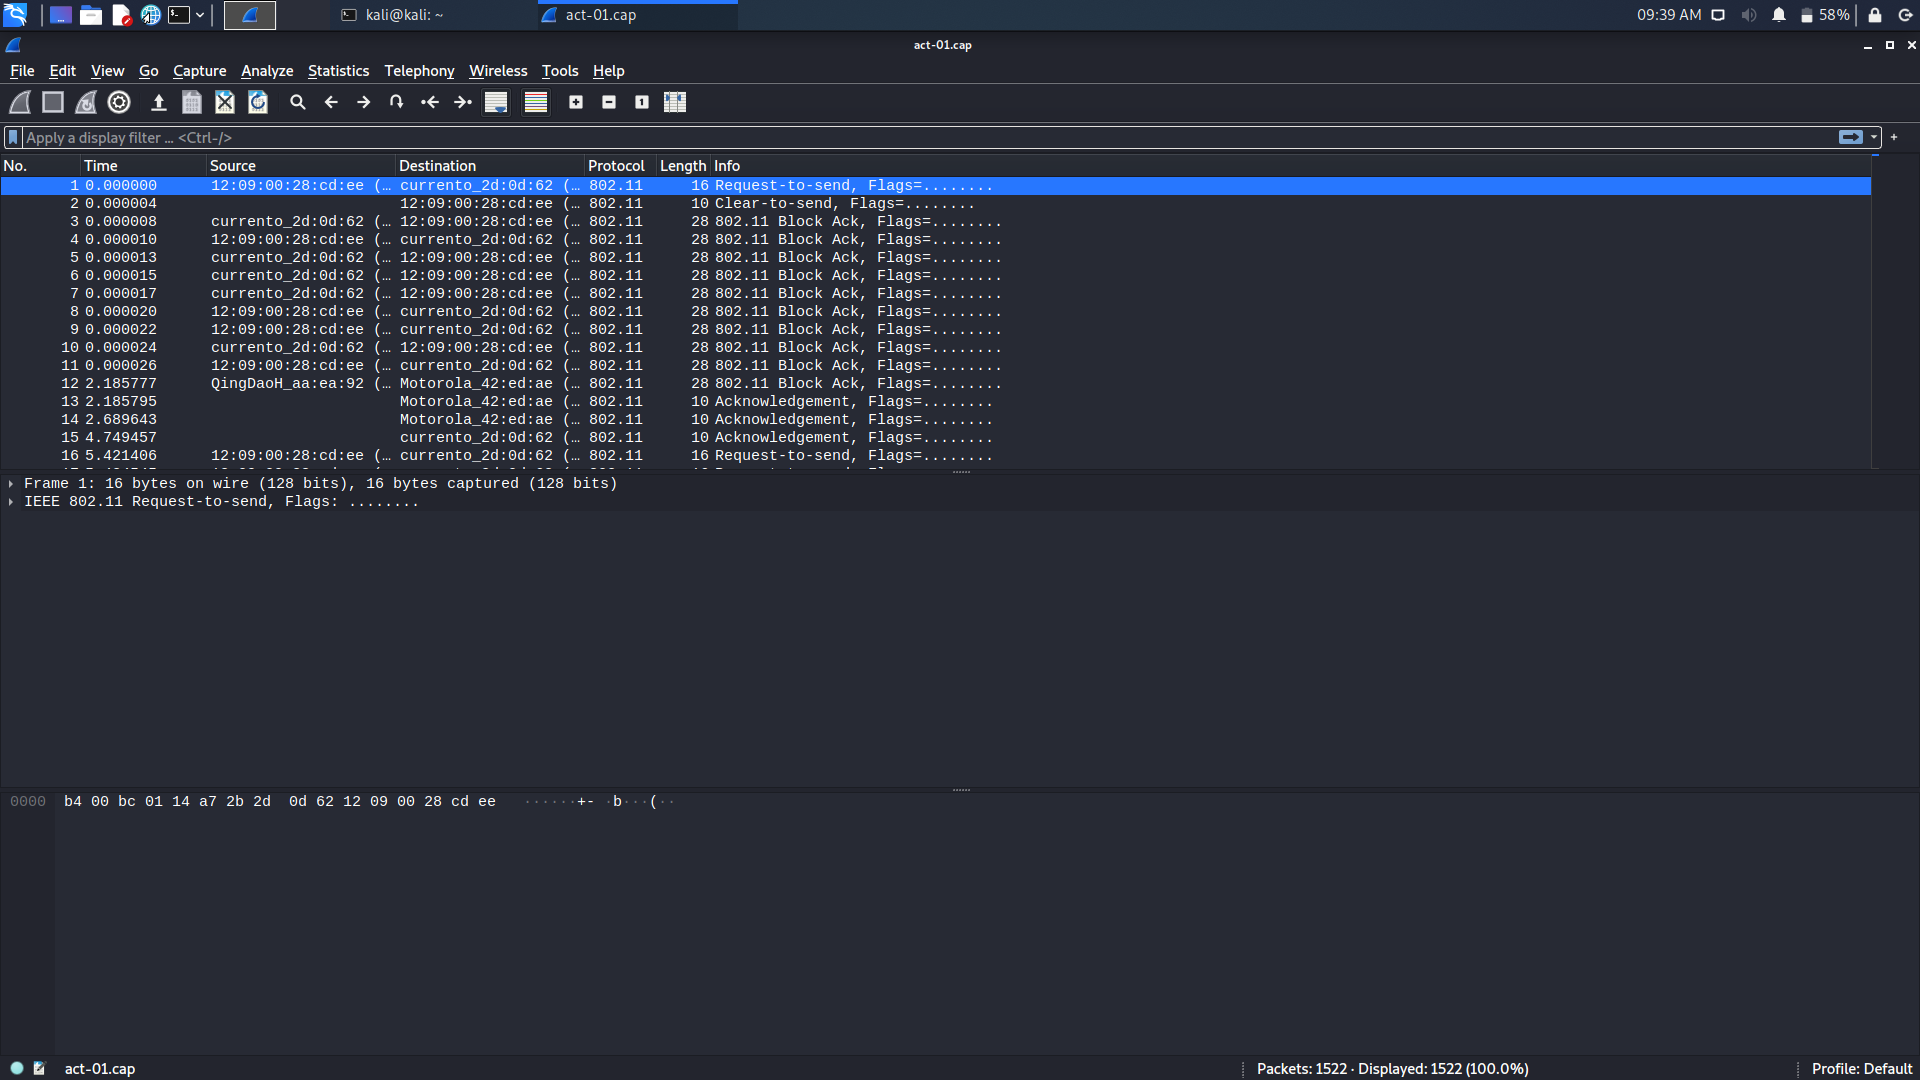 kali@kali: ~
act-01.cap
09:39 AM
58%
act-01.cap
File Edit View Go Capture Analyze Statistics Telephony Wireless Tools Help
Apply a display filter ... <Ctrl-/>
No. Time Source Destination Protocol Length Info
1 0.000000 12:09:00:28:cd:ee (… currento_2d:0d:62 (… 802.11 16 Request-to-send, Flags=........
2 0.000004 12:09:00:28:cd:ee (… 802.11 10 Clear-to-send, Flags=........
3 0.000008 currento_2d:0d:62 (… 12:09:00:28:cd:ee (… 802.11 28 802.11 Block Ack, Flags=........
4 0.000010 12:09:00:28:cd:ee (… currento_2d:0d:62 (… 802.11 28 802.11 Block Ack, Flags=........
5 0.000013 currento_2d:0d:62 (… 12:09:00:28:cd:ee (… 802.11 28 802.11 Block Ack, Flags=........
6 0.000015 currento_2d:0d:62 (… 12:09:00:28:cd:ee (… 802.11 28 802.11 Block Ack, Flags=........
7 0.000017 currento_2d:0d:62 (… 12:09:00:28:cd:ee (… 802.11 28 802.11 Block Ack, Flags=........
8 0.000020 12:09:00:28:cd:ee (… currento_2d:0d:62 (… 802.11 28 802.11 Block Ack, Flags=........
9 0.000022 12:09:00:28:cd:ee (… currento_2d:0d:62 (… 802.11 28 802.11 Block Ack, Flags=........
10 0.000024 currento_2d:0d:62 (… 12:09:00:28:cd:ee (… 802.11 28 802.11 Block Ack, Flags=........
11 0.000026 12:09:00:28:cd:ee (… currento_2d:0d:62 (… 802.11 28 802.11 Block Ack, Flags=........
12 2.185777 QingDaoH_aa:ea:92 (… Motorola_42:ed:ae (… 802.11 28 802.11 Block Ack, Flags=........
13 2.185795 Motorola_42:ed:ae (… 802.11 10 Acknowledgement, Flags=........
14 2.689643 Motorola_42:ed:ae (… 802.11 10 Acknowledgement, Flags=........
15 4.749457 currento_2d:0d:62 (… 802.11 10 Acknowledgement, Flags=........
16 5.421406 12:09:00:28:cd:ee (… currento_2d:0d:62 (… 802.11 16 Request-to-send, Flags=........
Frame 1: 16 bytes on wire (128 bits), 16 bytes captured (128 bits)
IEEE 802.11 Request-to-send, Flags: ........
0000 b4 00 bc 01 14 a7 2b 2d 0d 62 12 09 00 28 cd ee ······+- ·b···(··
act-01.cap
Packets: 1522 · Displayed: 1522 (100.0%)
Profile: Default